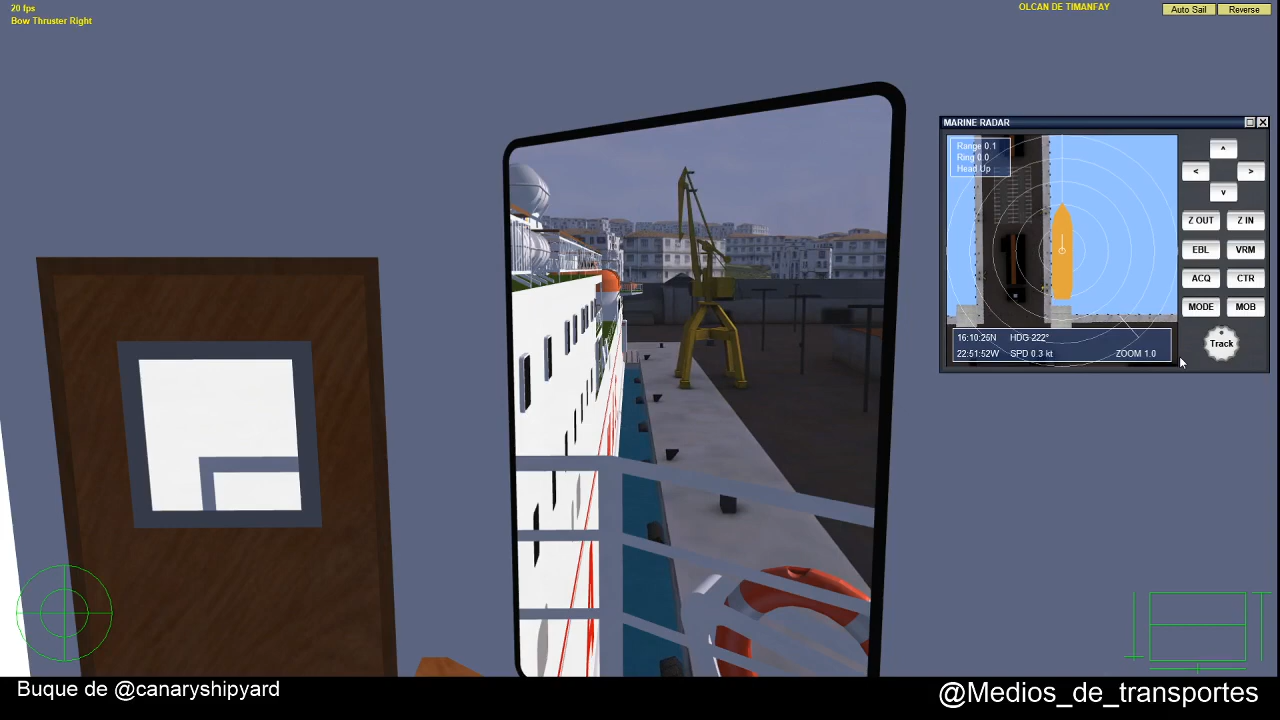 20 fps
Bow Thruster Right
OLCAN DE TIMANFAY
Auto Sail
Reverse
MARINE RADAR
Range 0.1
Ring 0.0
Head Up
^
< >
v
Z OUT Z IN
EBL VRM
ACQ CTR
MODE MOB
Track
16:10:25N HDG 222°
22:51:52W SPD 0.3 kt ZOOM 1.0
Buque de @canaryshipyard
@Medios_de_transportes